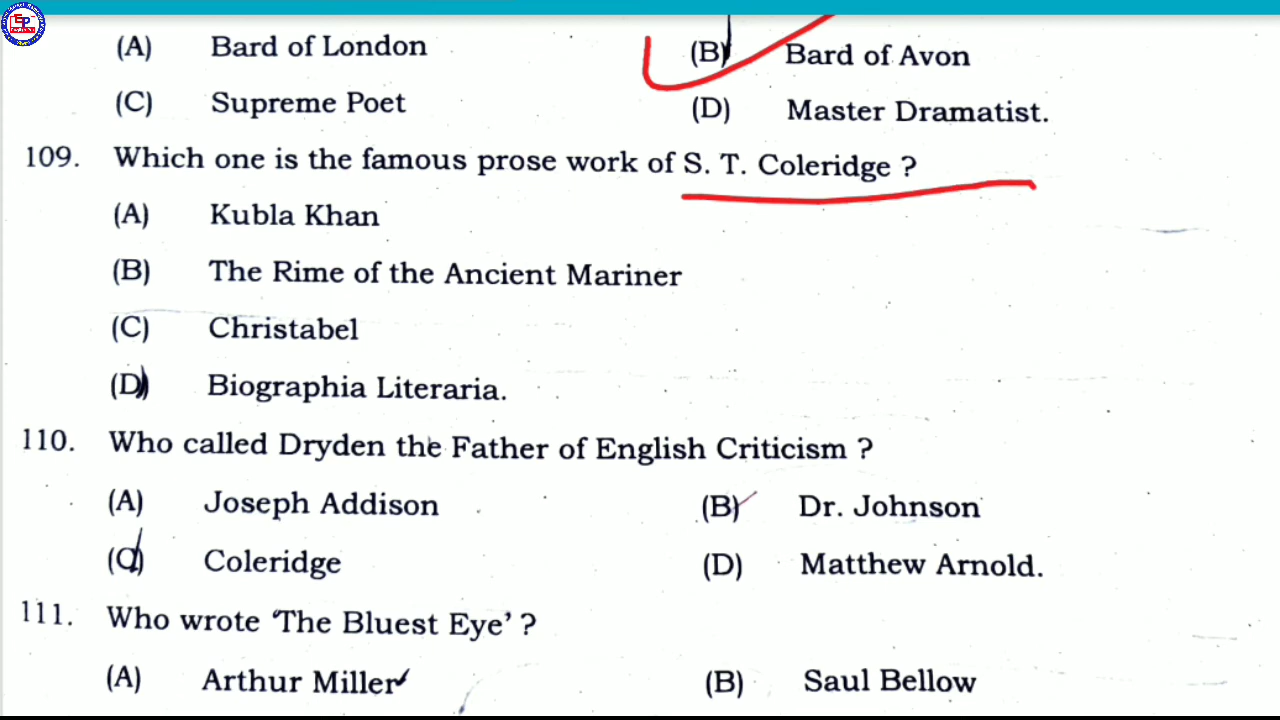 EP
(A) Bard of London (B) Bard of Avon
(C) Supreme Poet (D) Master Dramatist.
109. Which one is the famous prose work of S. T. Coleridge ?
(A) Kubla Khan
(B) The Rime of the Ancient Mariner
(C) Christabel
(D) Biographia Literaria.
110. Who called Dryden the Father of English Criticism ?
(A) Joseph Addison (B) Dr. Johnson
(C) Coleridge (D) Matthew Arnold.
111. Who wrote ‘The Bluest Eye’ ?
(A) Arthur Miller (B) Saul Bellow